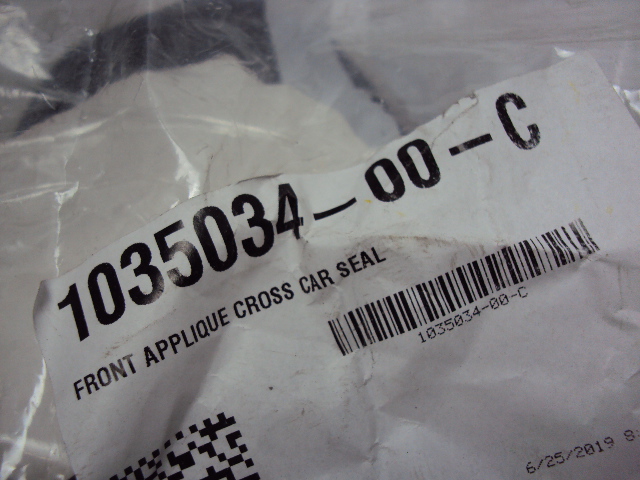 1035034-00-C
FRONT APPLIQUE CROSS CAR SEAL
1035034-00-C
6/25/2019